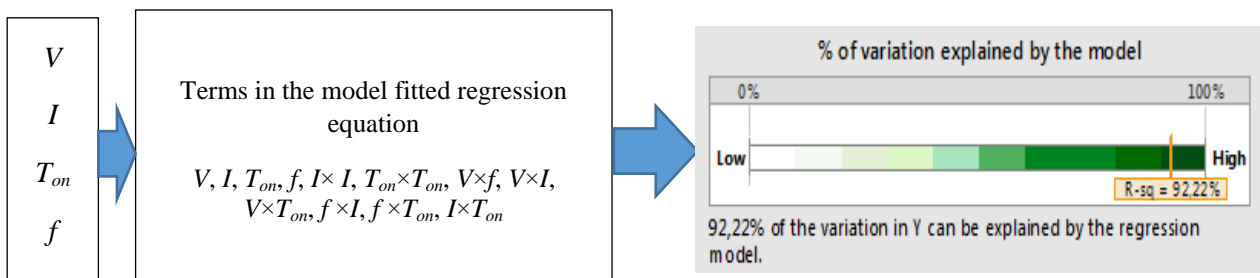 V
I
Ton
f
Terms in the model fitted regression
equation
V, I, Ton, f, I× I, Ton×Ton, V×f, V×I,
V×Ton, f ×I, f ×Ton, I×Ton
% of variation explained by the model
0% 100%
Low High
R-sq = 92,22%
92,22% of the variation in Y can be explained by the regression
model.